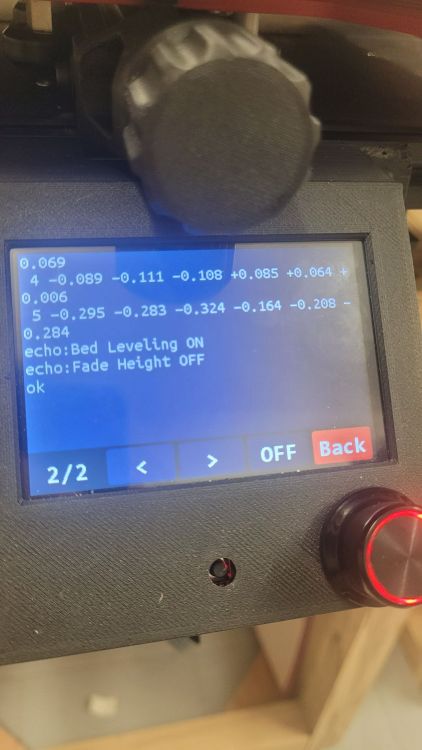 0.069
4 -0.089 -0.111 -0.108 +0.085 +0.064 +
0.006
5 -0.295 -0.283 -0.324 -0.164 -0.208 -
0.284
echo:Bed Leveling ON
echo:Fade Height OFF
ok
2/2 < > OFF Back